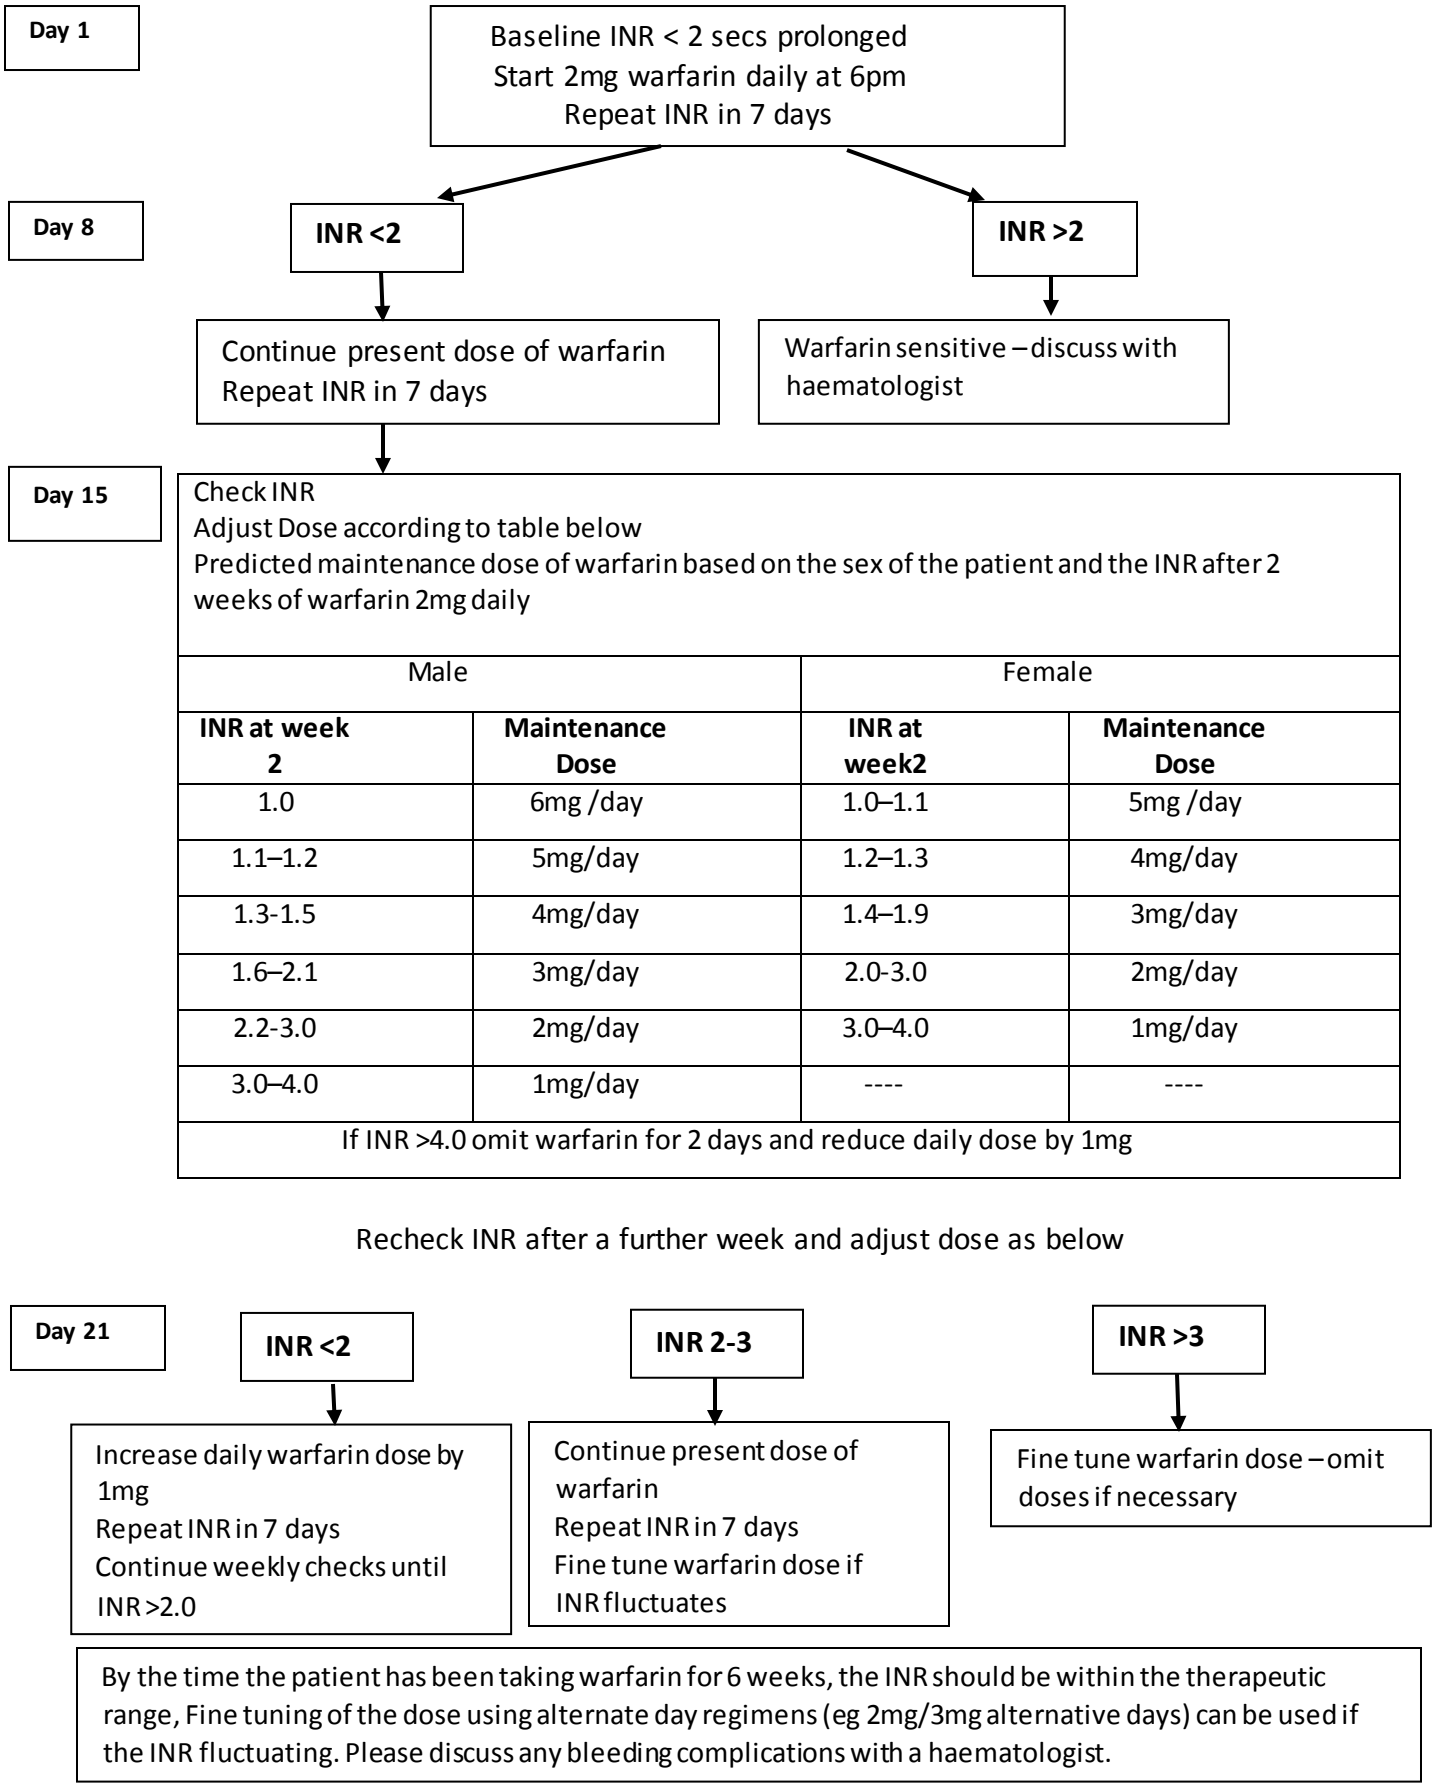 Day 1
Baseline INR < 2 secs prolonged
Start 2mg warfarin daily at 6pm
Repeat INR in 7 days
Day 8
INR <2
INR >2
Continue present dose of warfarin
Repeat INR in 7 days
Warfarin sensitive – discuss with
haematologist
Day 15
Check INR
Adjust Dose according to table below
Predicted maintenance dose of warfarin based on the sex of the patient and the INR after 2
weeks of warfarin 2mg daily
Male
Female
INR at week
2
Maintenance
Dose
INR at
week2
Maintenance
Dose
1.0
6mg /day
1.0–1.1
5mg /day
1.1–1.2
5mg/day
1.2–1.3
4mg/day
1.3-1.5
4mg/day
1.4–1.9
3mg/day
1.6–2.1
3mg/day
2.0-3.0
2mg/day
2.2-3.0
2mg/day
3.0–4.0
1mg/day
3.0–4.0
1mg/day
----
----
If INR >4.0 omit warfarin for 2 days and reduce daily dose by 1mg
Recheck INR after a further week and adjust dose as below
Day 21
INR <2
INR 2-3
INR >3
Increase daily warfarin dose by
1mg
Repeat INR in 7 days
Continue weekly checks until
INR >2.0
Continue present dose of
warfarin
Repeat INR in 7 days
Fine tune warfarin dose if
INR fluctuates
Fine tune warfarin dose – omit
doses if necessary
By the time the patient has been taking warfarin for 6 weeks, the INR should be within the therapeutic
range, Fine tuning of the dose using alternate day regimens (eg 2mg/3mg alternative days) can be used if
the INR fluctuating. Please discuss any bleeding complications with a haematologist.